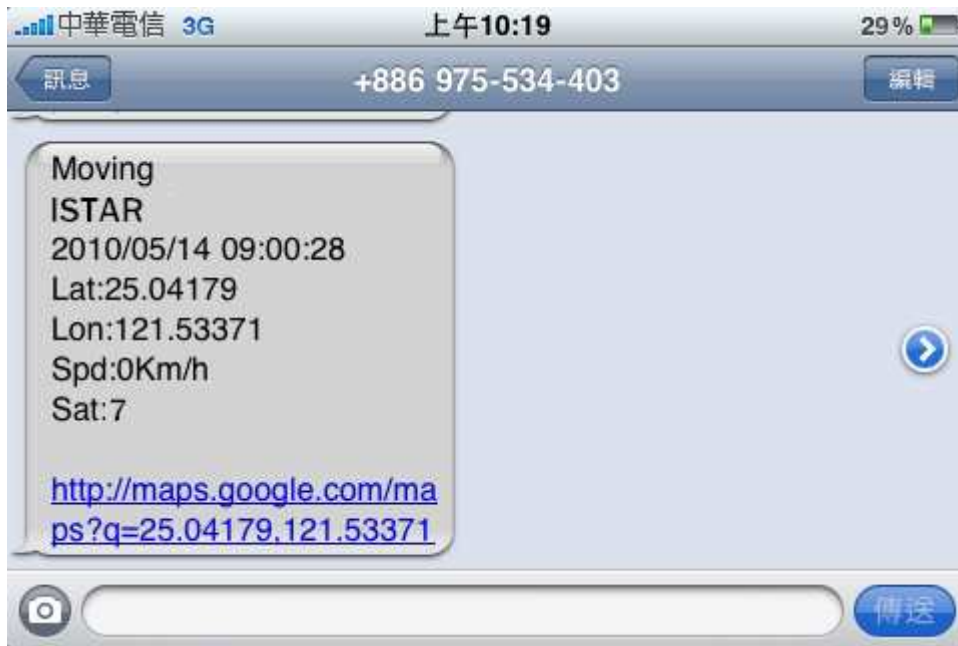 中華電信 3G 上午10:19 29%
訊息 +886 975-534-403 編輯
Moving
ISTAR
2010/05/14 09:00:28
Lat:25.04179
Lon:121.53371
Spd:0Km/h
Sat:7
http://maps.google.com/ma
ps?q=25.04179,121.53371
傳送